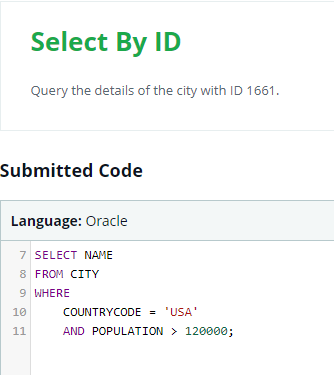 Select By ID
Query the details of the city with ID 1661.
Submitted Code
Language: Oracle
7 SELECT NAME
8 FROM CITY
9 WHERE
10 COUNTRYCODE = 'USA'
11 AND POPULATION > 120000;